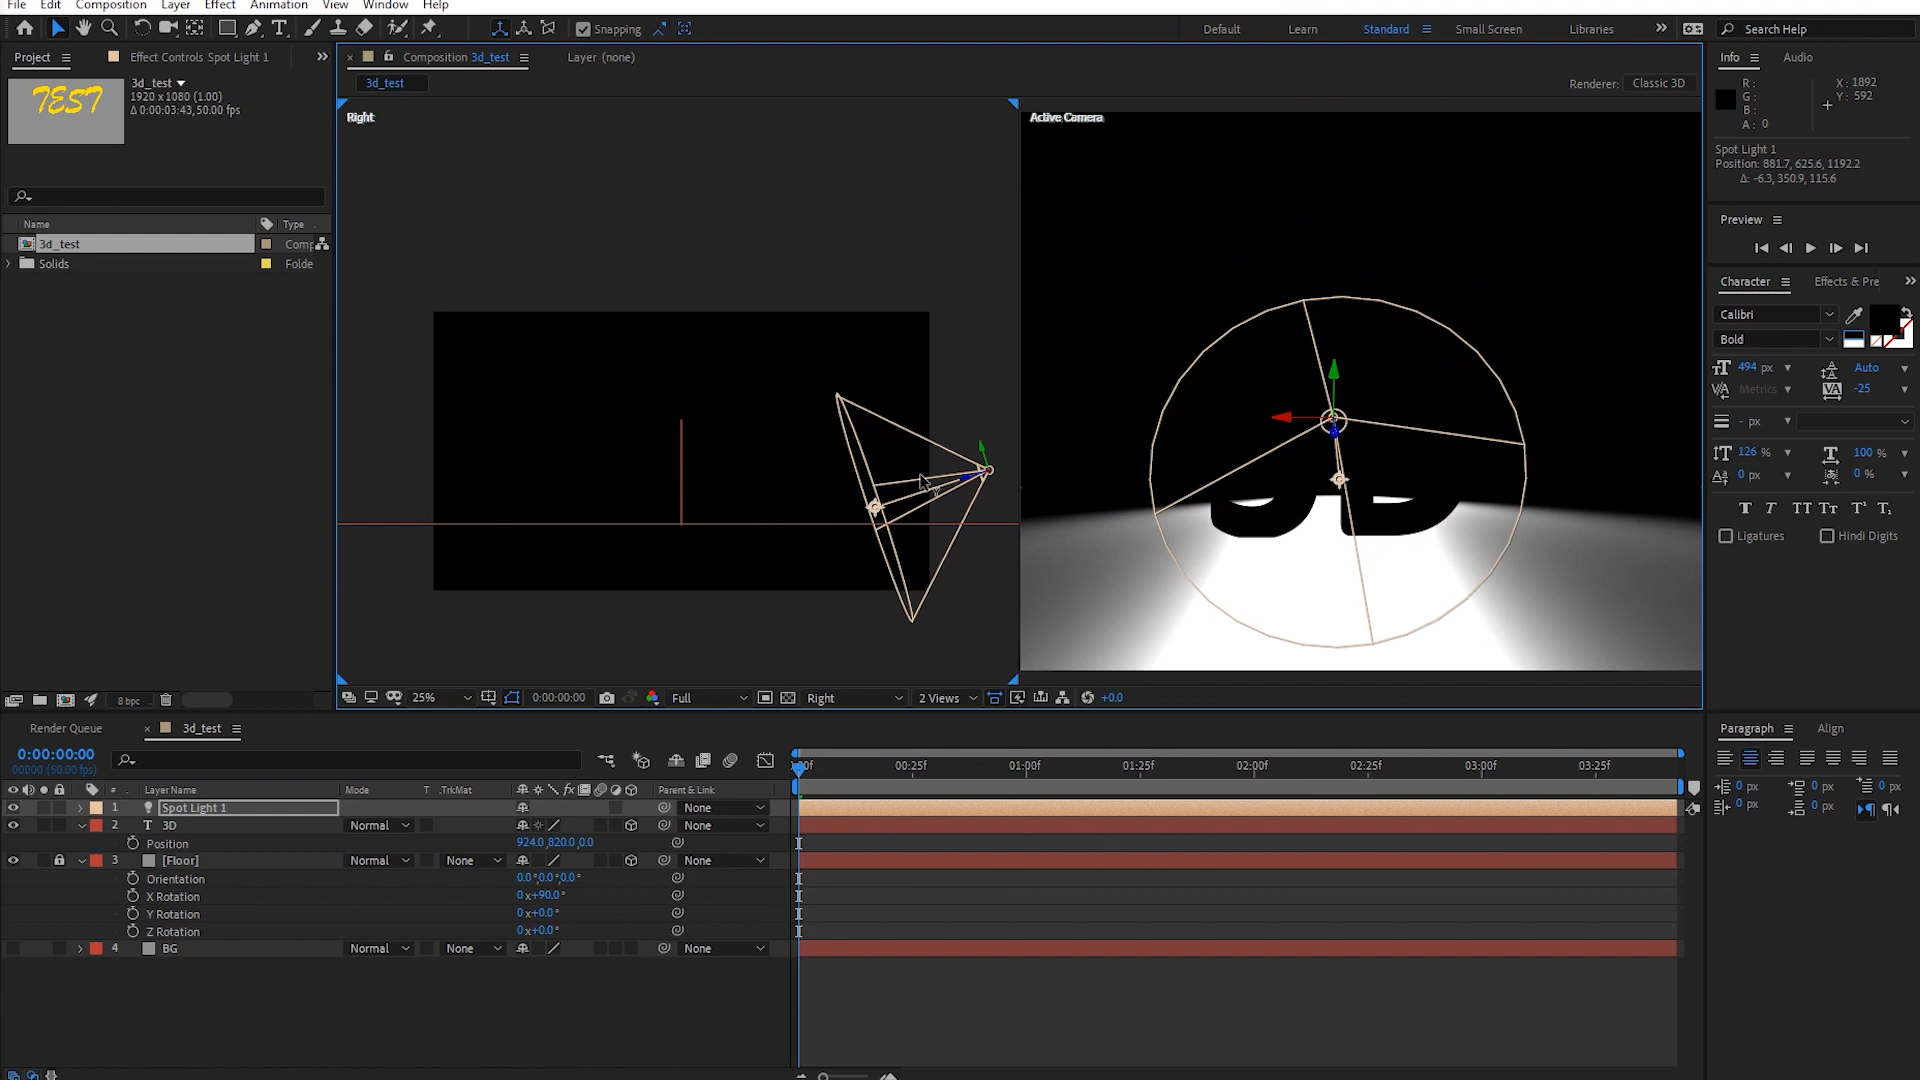 File Edit Composition Layer Effect Animation View Window Help
Snapping
Default Learn Standard Small Screen Libraries Search Help
Project Effect Controls Spot Light 1
Composition 3d_test Layer (none)
Info Audio
TEST
3d_test
1920 x 1080 (1.00)
Δ 0:00:03:43, 50.00 fps
3d_test
Renderer: Classic 3D
R:
G:
B:
A: 0
X: 1892
Y: 592
Spot Light 1
Position: 881.7, 625.6, 1192.2
Δ: -6.3, 350.9, 115.6
Right
Active Camera
Name Type
3d_test Comp
Solids Folde
Preview
Character Effects & Pre
Calibri
Bold
494 px Auto
Metrics -25
- px
126 % 100 %
0 px 0 %
T T TT Tт T¹ T₁
Ligatures Hindi Digits
8 bpc
25% 0:00:00:00 Full Right 2 Views +0.0
Render Queue 3d_test
0:00:00:00
00000 (50.00 fps)
:00f 00:25f 01:00f 01:25f 02:00f 02:25f 03:00f 03:25f
# Layer Name Mode T .TrkMat fx Parent & Link
1 Spot Light 1 None
2 T 3D Normal None
Position 924.0,820.0,0.0
3 [Floor] Normal None None
Orientation 0.0°,0.0°,0.0°
X Rotation 0x+90.0°
Y Rotation 0x+0.0°
Z Rotation 0x+0.0°
4 BG Normal None None
Paragraph Align
0 px 0 px 0 px
0 px 0 px